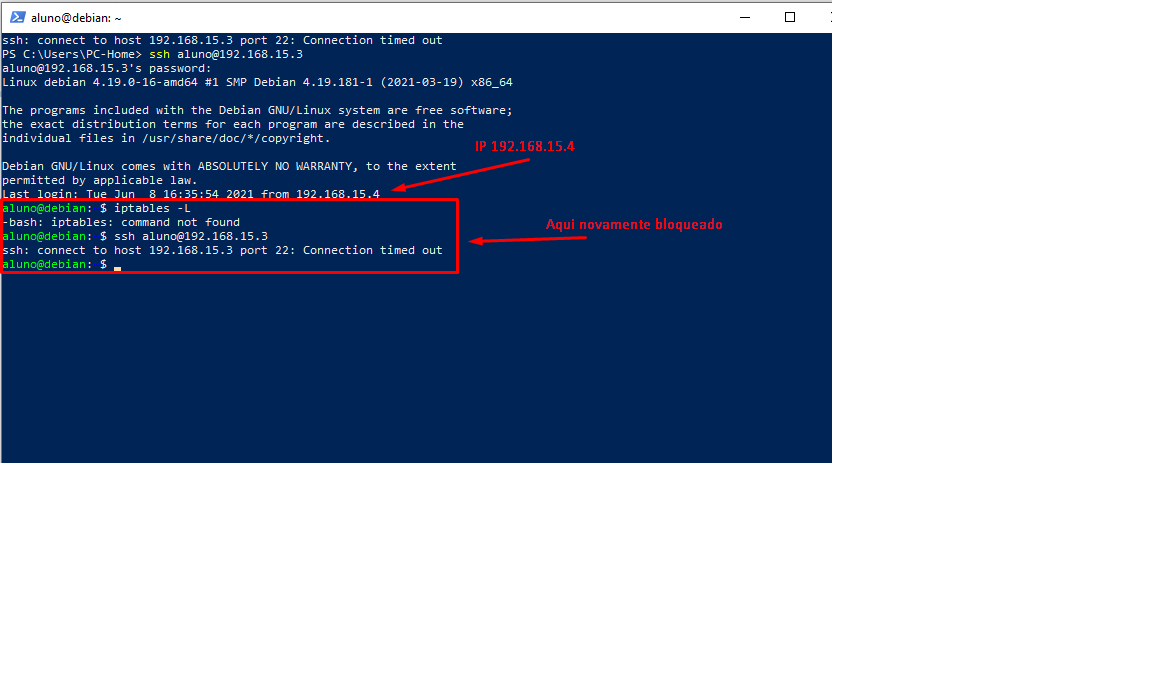 aluno@debian: ~
ssh: connect to host 192.168.15.3 port 22: Connection timed out
PS C:\Users\PC-Home> ssh aluno@192.168.15.3
aluno@192.168.15.3's password:
Linux debian 4.19.0-16-amd64 #1 SMP Debian 4.19.181-1 (2021-03-19) x86_64
The programs included with the Debian GNU/Linux system are free software;
the exact distribution terms for each program are described in the
individual files in /usr/share/doc/*/copyright.
IP 192.168.15.4
Debian GNU/Linux comes with ABSOLUTELY NO WARRANTY, to the extent
permitted by applicable law.
Last login: Tue Jun  8 16:35:54 2021 from 192.168.15.4
aluno@debian: $ iptables -L
-bash: iptables: command not found
Aqui novamente bloqueado
aluno@debian: $ ssh aluno@192.168.15.3
ssh: connect to host 192.168.15.3 port 22: Connection timed out
aluno@debian: $